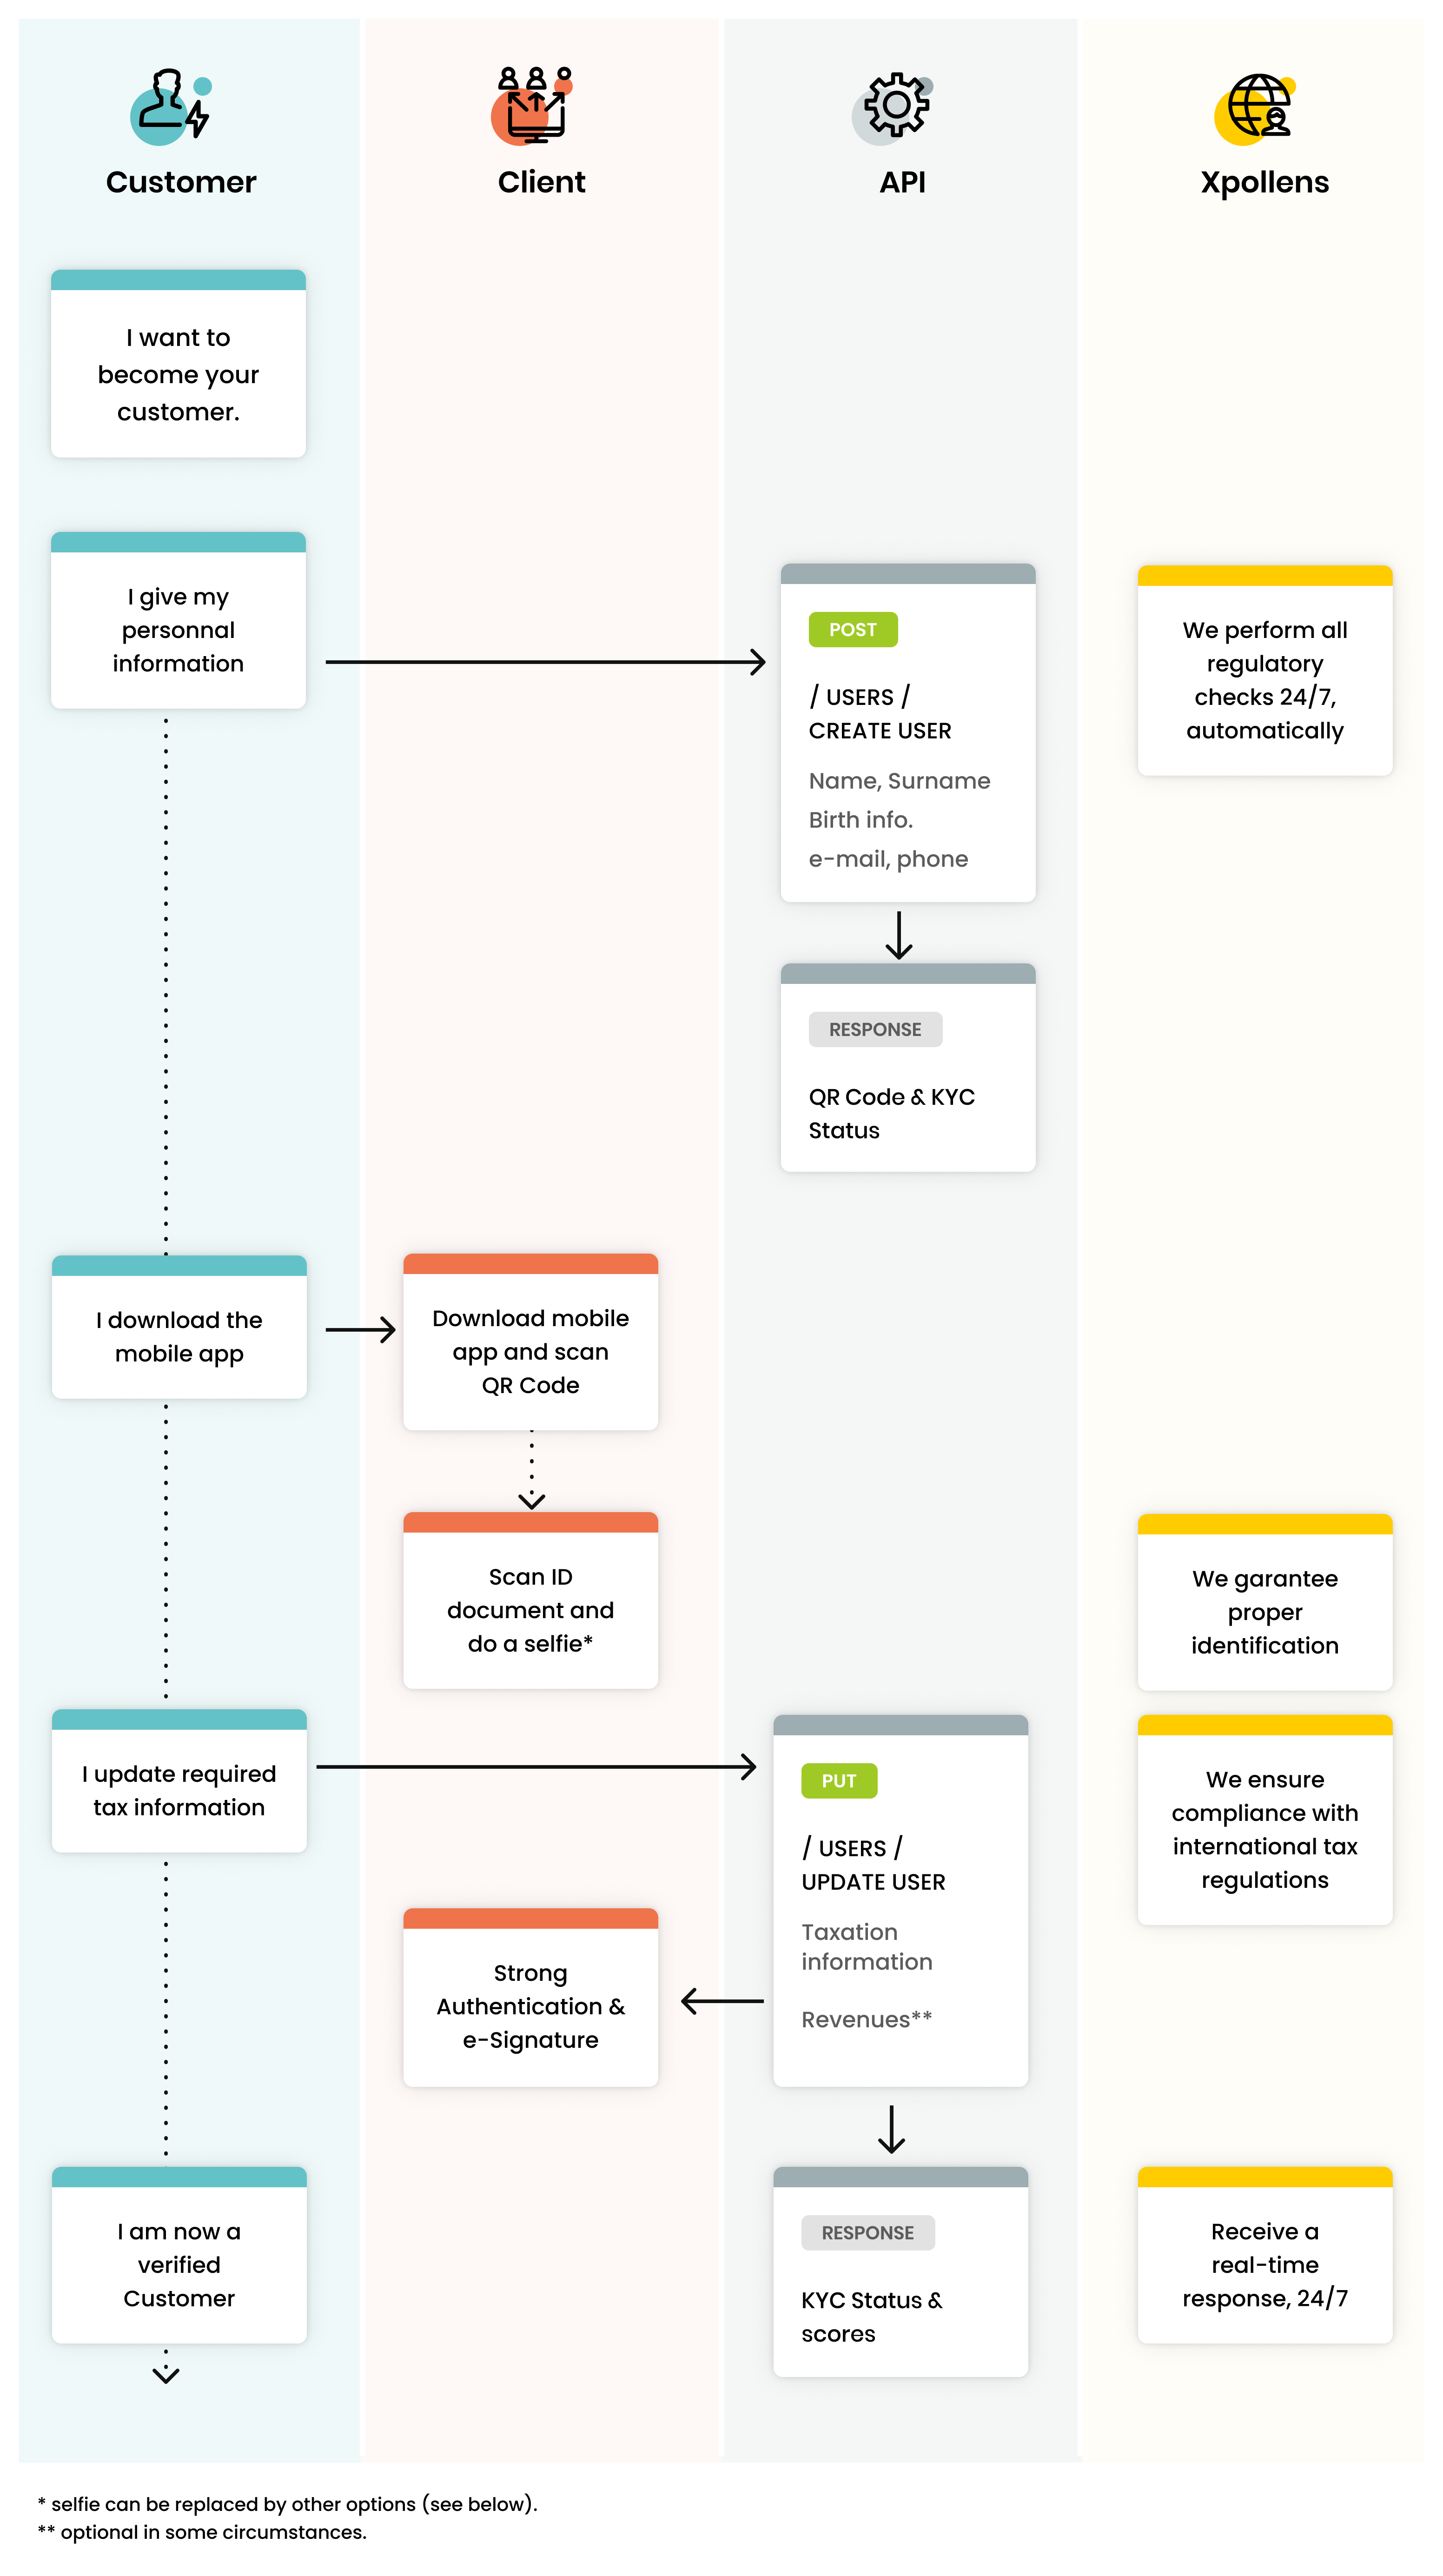 Customer
Client
API
Xpollens
I want to
become your
customer.
I give my
personnal
information
POST
/ USERS /
CREATE USER
Name, Surname
Birth info.
e-mail, phone
We perform all
regulatory
checks 24/7,
automatically
RESPONSE
QR Code & KYC
Status
I download the
mobile app
Download mobile
app and scan
QR Code
Scan ID
document and
do a selfie*
We garantee
proper
identification
I update required
tax information
PUT
/ USERS /
UPDATE USER
Taxation
information
Revenues**
We ensure
compliance with
international tax
regulations
Strong
Authentication &
e-Signature
I am now a
verified
Customer
RESPONSE
KYC Status &
scores
Receive a
real-time
response, 24/7
* selfie can be replaced by other options (see below).
** optional in some circumstances.